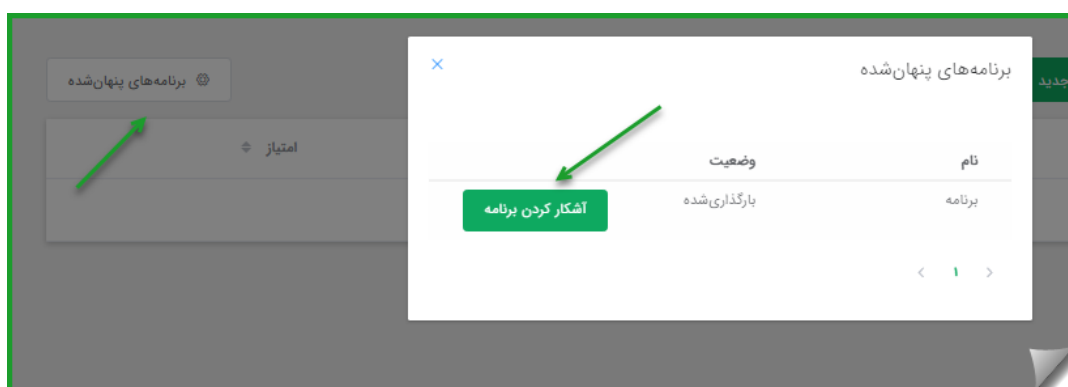 برنامه‌های پنهان‌شده
جدید
برنامه‌های پنهان‌شده
امتیاز
نام
وضعیت
برنامه
بارگذاری‌شده
آشکار کردن برنامه
۱